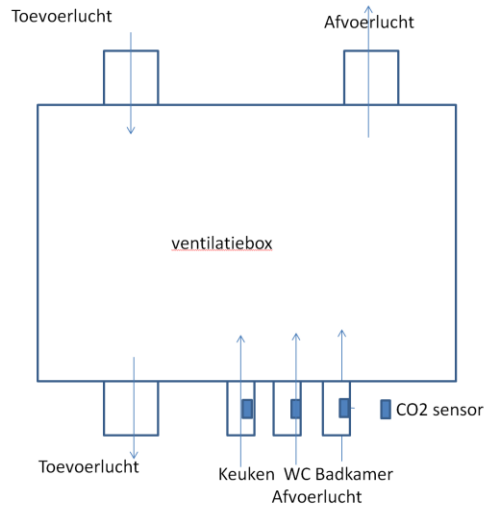 Toevoerlucht
Afvoerlucht
ventilatiebox
CO2 sensor
Toevoerlucht
Keuken WC Badkamer
Afvoerlucht